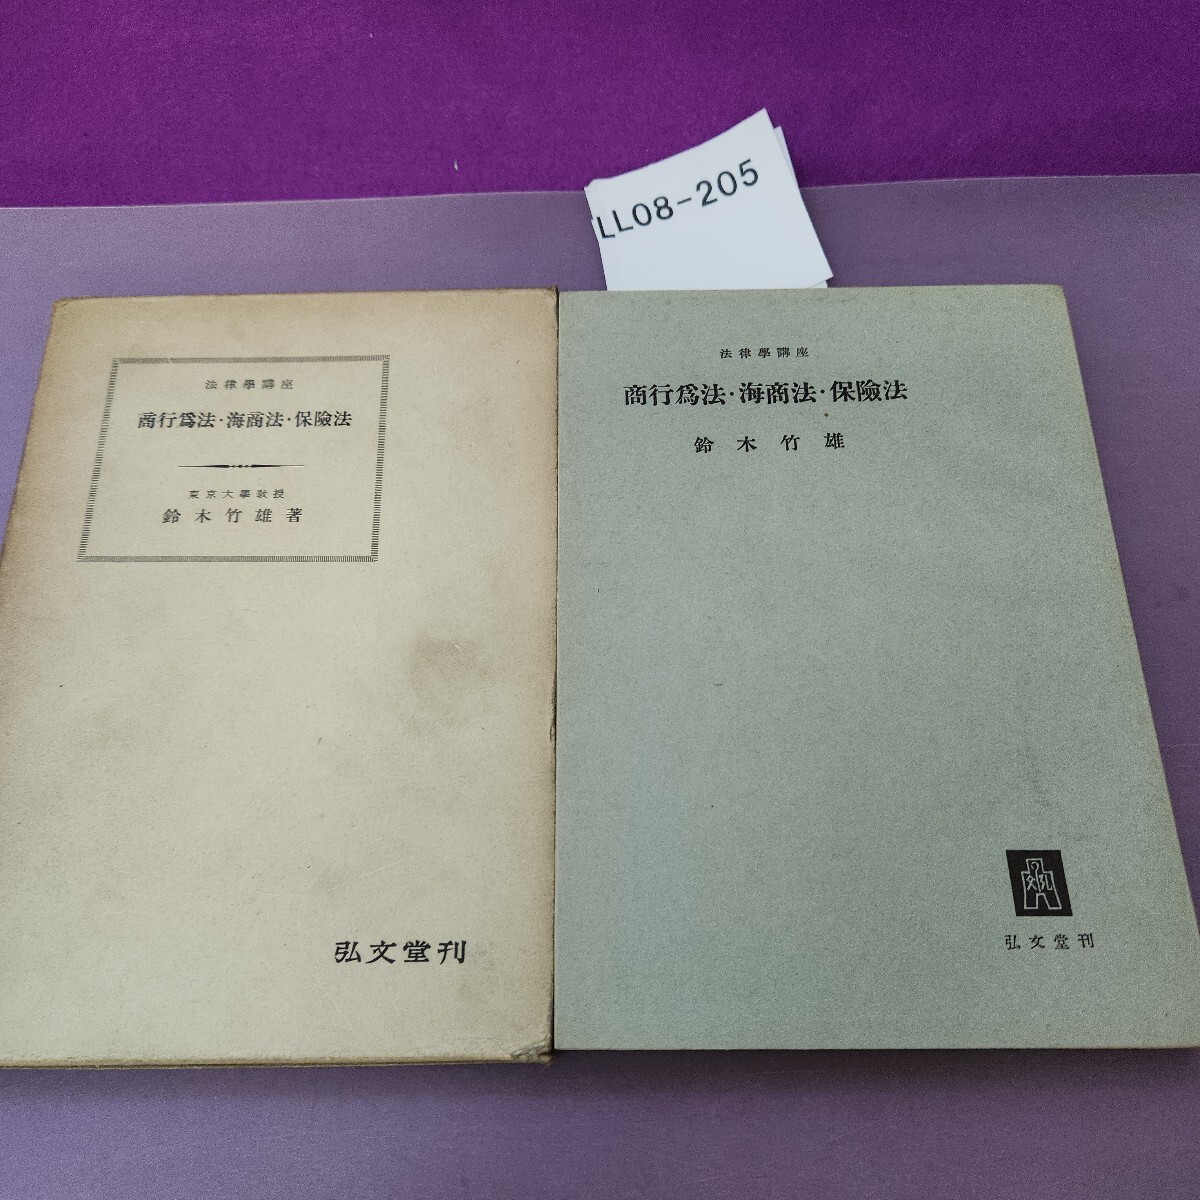 LL08-205
法律學講座
商行爲法・海商法・保險法
東京大學敎授
鈴木竹雄著
弘文堂刊
法律學講座
商行爲法・海商法・保險法
鈴木竹雄
弘文堂刊